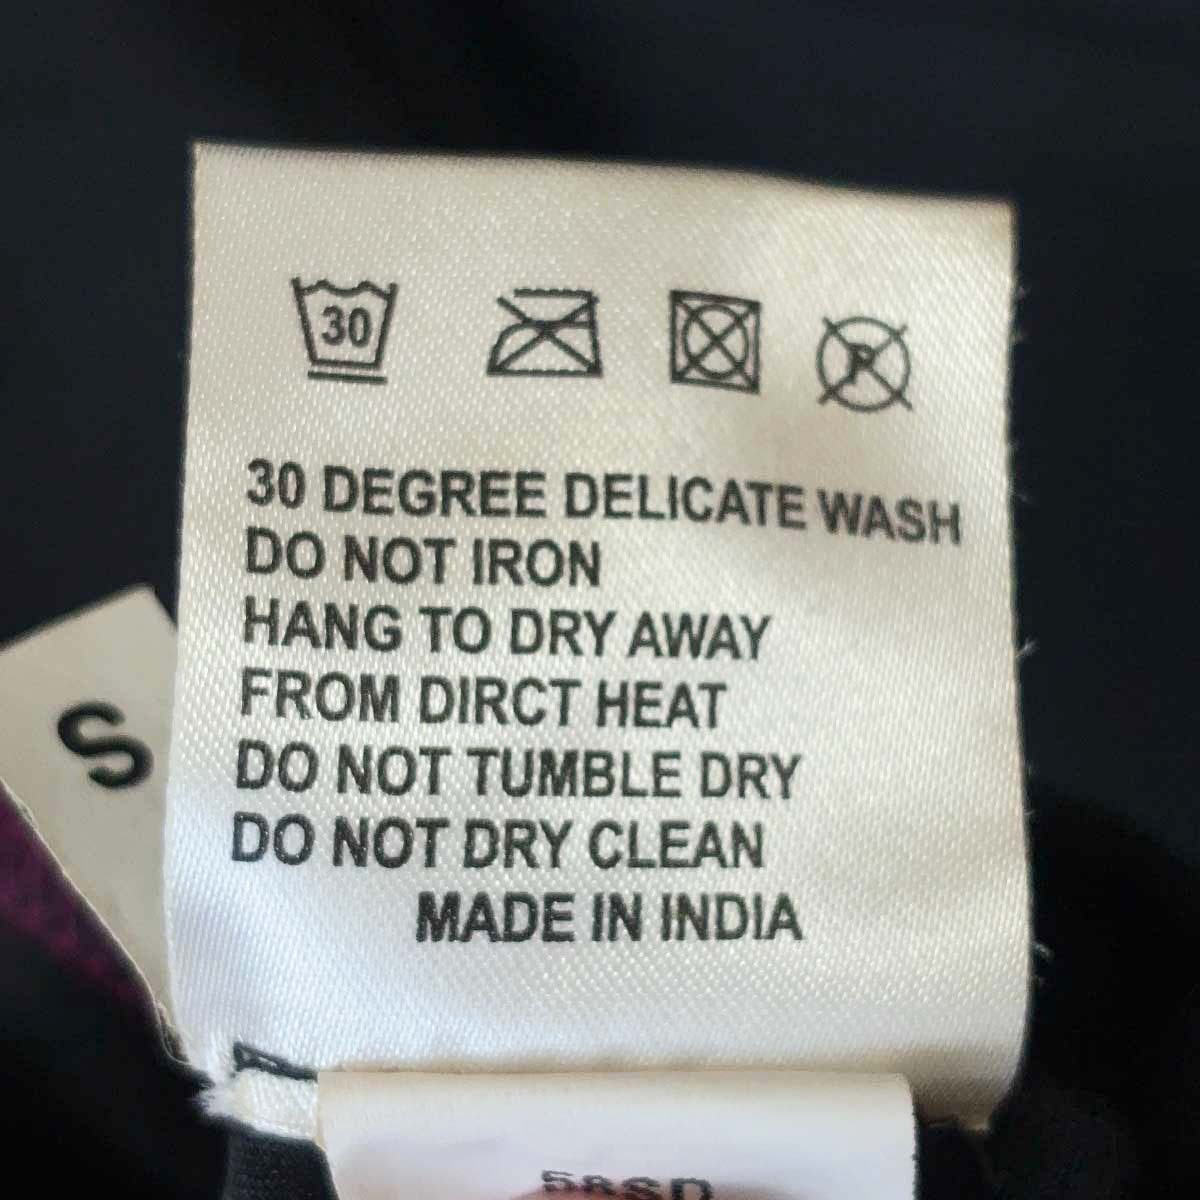 30
P
30 DEGREE DELICATE WASH
DO NOT IRON
HANG TO DRY AWAY
FROM DIRCT HEAT
DO NOT TUMBLE DRY
DO NOT DRY CLEAN
MADE IN INDIA
S